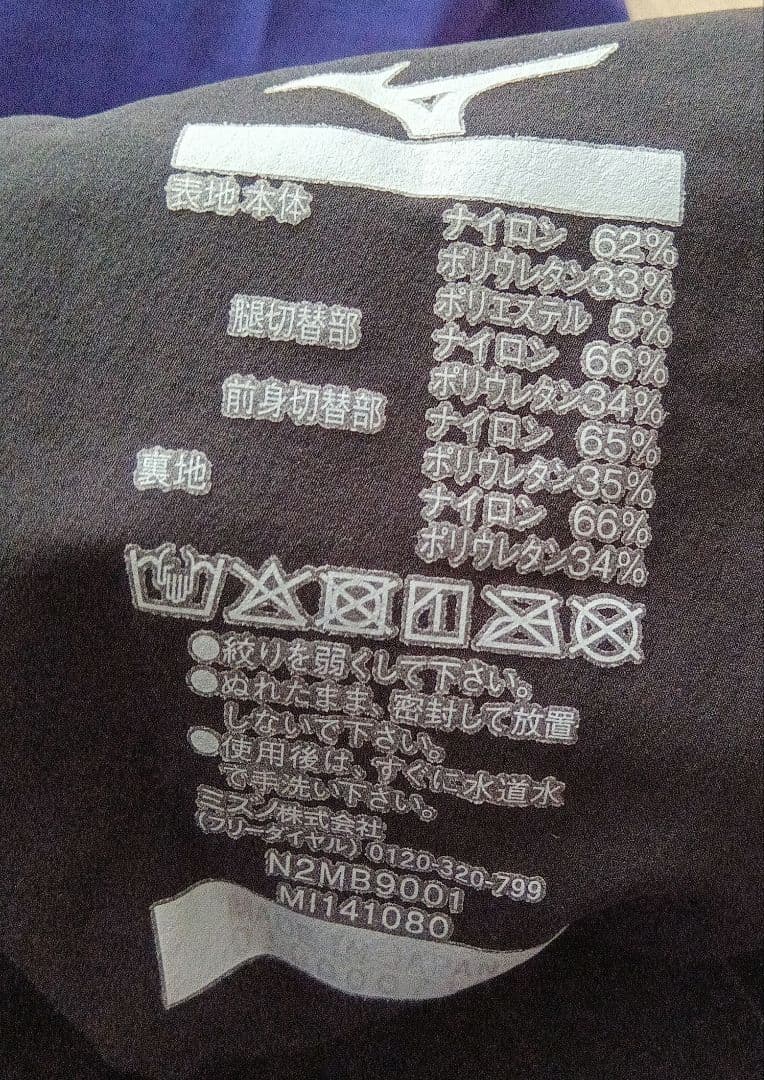 表地 本体 ナイロン 62%
ポリウレタン33%
ポリエステル 5%
腿切替部 ナイロン 66%
ポリウレタン34%
前身切替部 ナイロン 65%
ポリウレタン35%
裏地 ナイロン 66%
ポリウレタン34%
●絞りを弱くして下さい。
●ぬれたまま、密封して放置
しないで下さい。
●使用後は、すぐに水道水
で手洗い下さい。
ミズノ株式会社
(フリーダイヤル) 0120-320-799
N2MB9001
MI141080